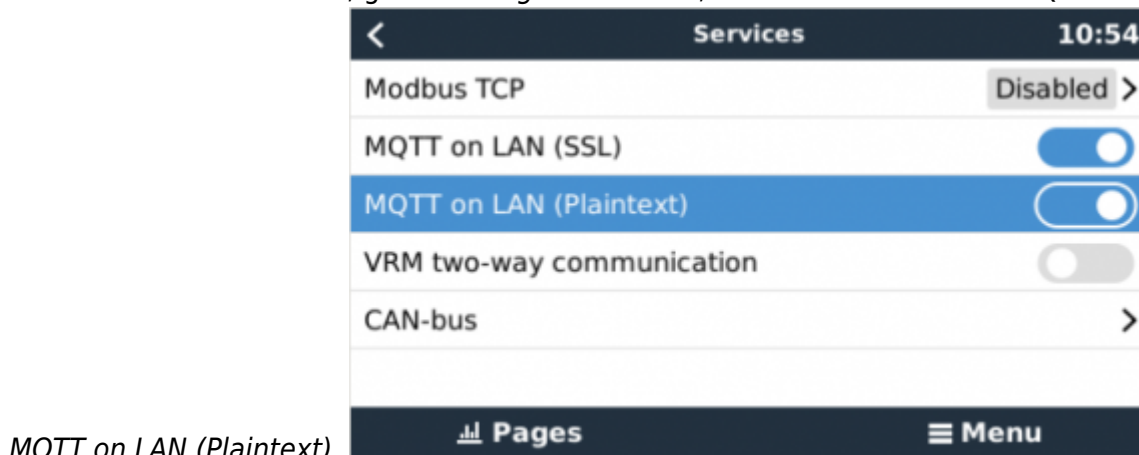 Services 10:54
Modbus TCP Disabled
MQTT on LAN (SSL)
MQTT on LAN (Plaintext)
VRM two-way communication
CAN-bus
Pages Menu
MQTT on LAN (Plaintext)